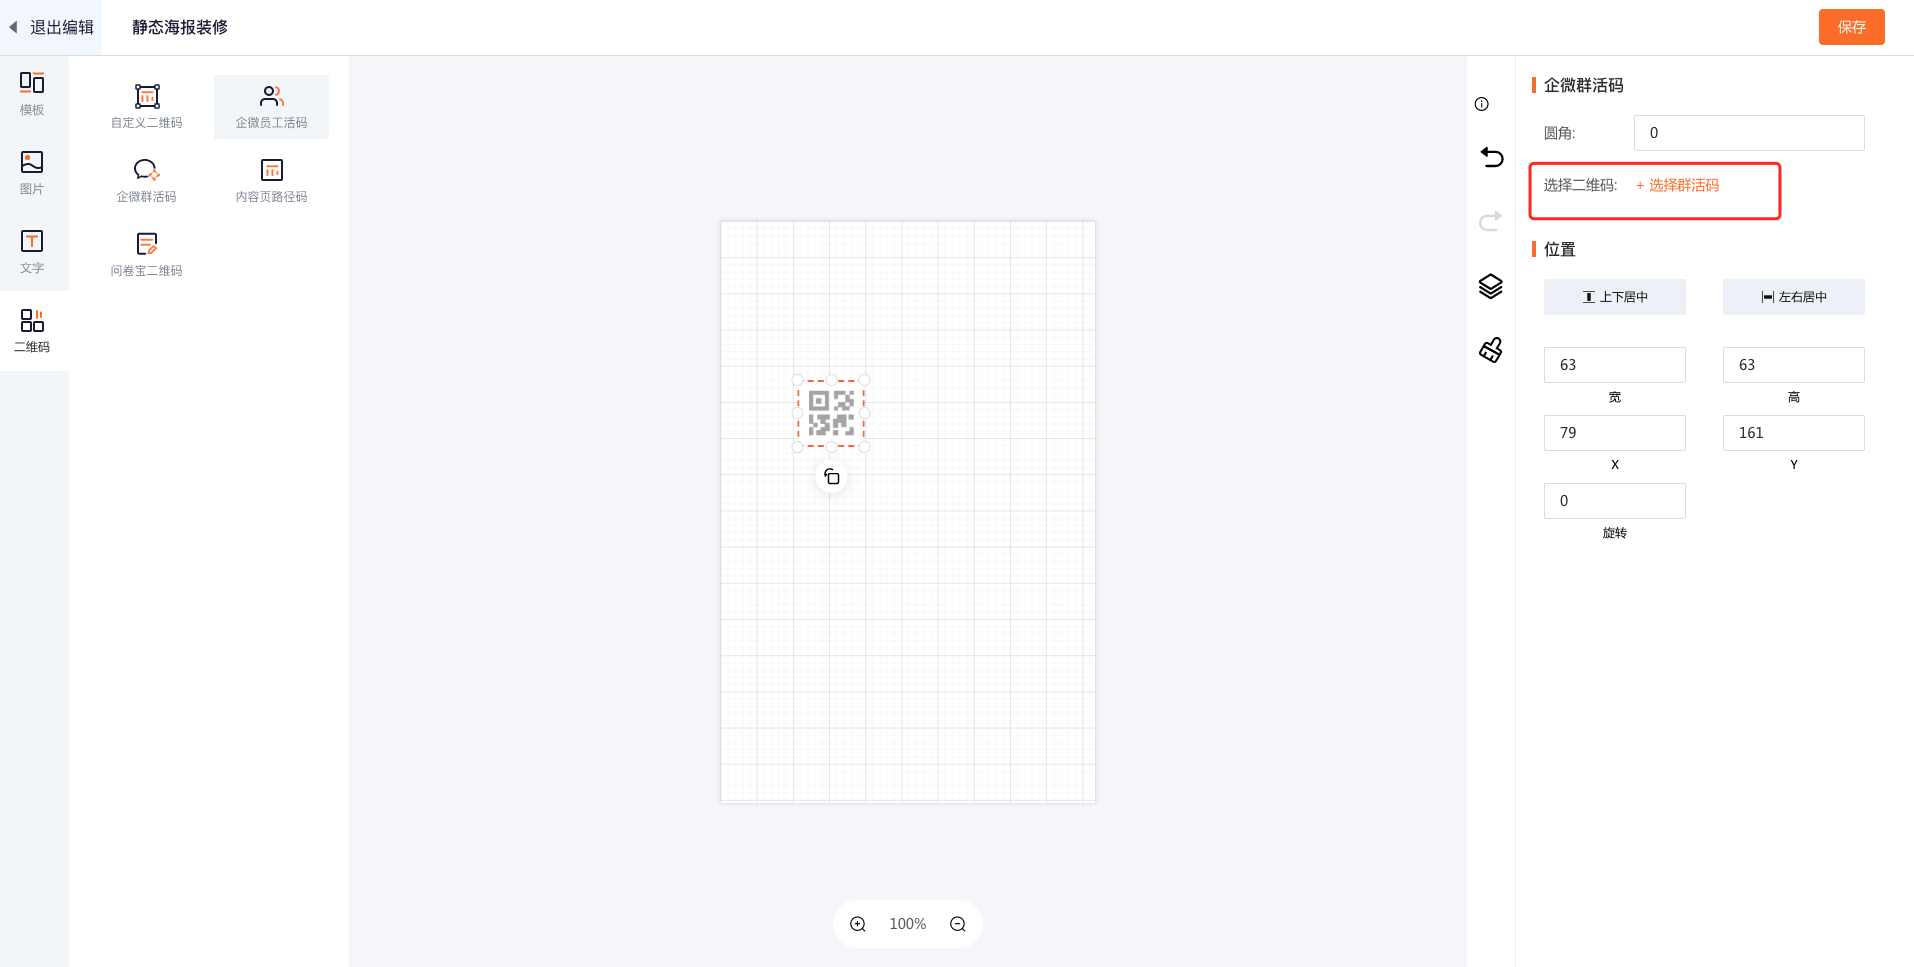 退出编辑
静态海报装修
保存
模板
图片
文字
二维码
自定义二维码
企微员工活码
企微群活码
内容页路径码
问卷宝二维码
100%
企微群活码
圆角:
0
选择二维码: + 选择群活码
位置
上下居中
左右居中
63
63
宽
高
79
161
X
Y
0
旋转